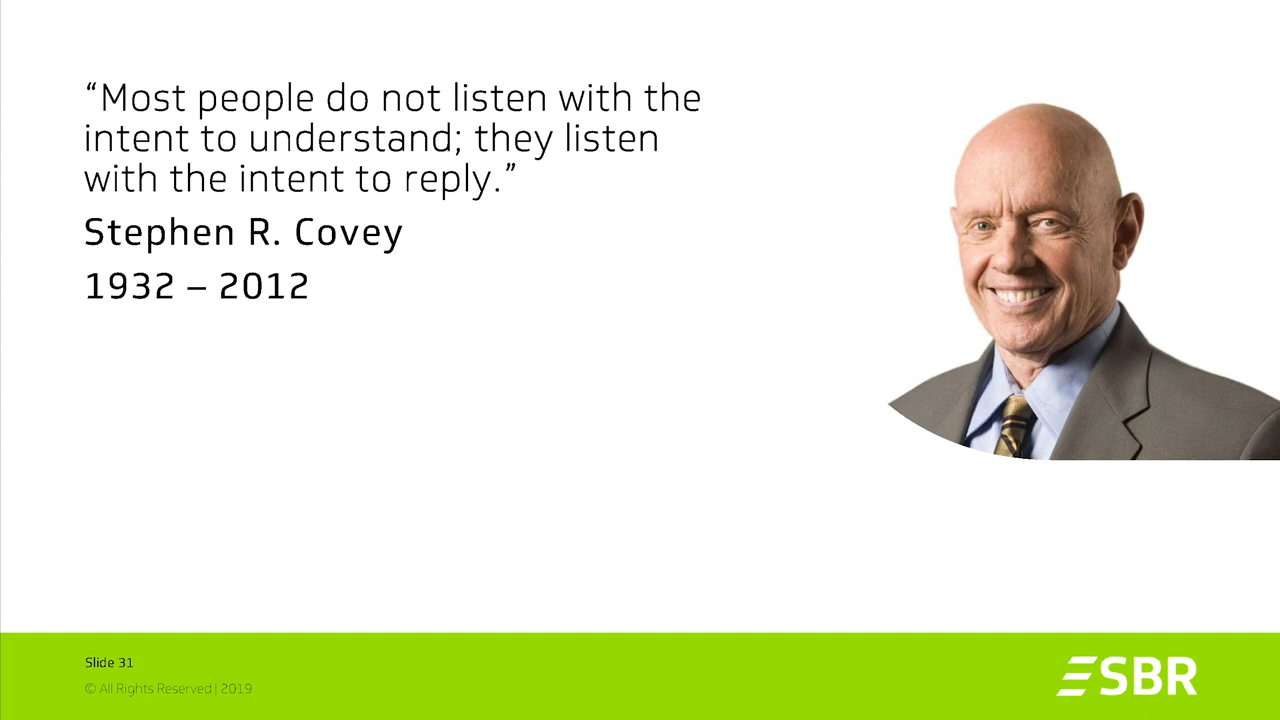 “Most people do not listen with the
intent to understand; they listen
with the intent to reply.”
Stephen R. Covey
1932 – 2012
Slide 31
© All Rights Reserved | 2019
SBR